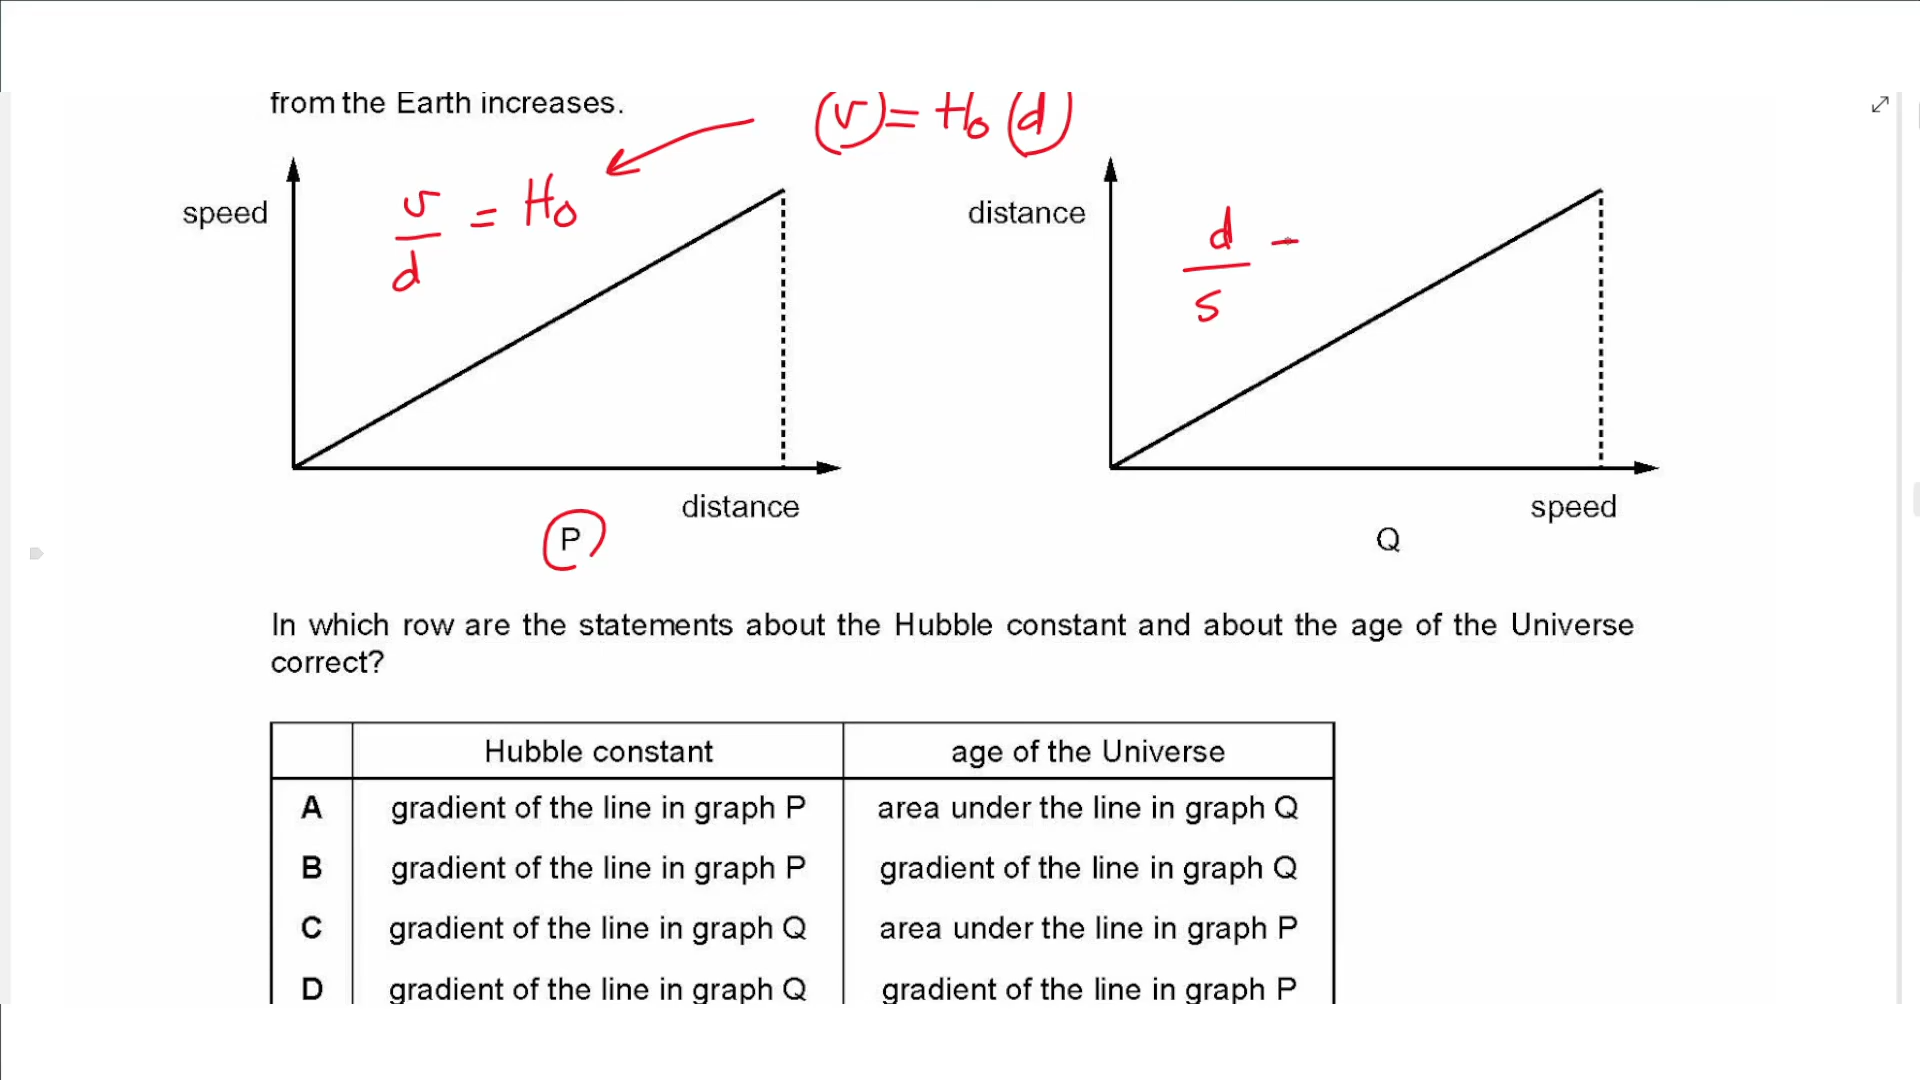 from the Earth increases.
(v) = H₀ (d)
speed
v/d = H₀
distance
d/s =
distance
speed
P
Q
In which row are the statements about the Hubble constant and about the age of the Universe
correct?
Hubble constant age of the Universe
A gradient of the line in graph P area under the line in graph Q
B gradient of the line in graph P gradient of the line in graph Q
C gradient of the line in graph Q area under the line in graph P
D gradient of the line in graph Q gradient of the line in graph P